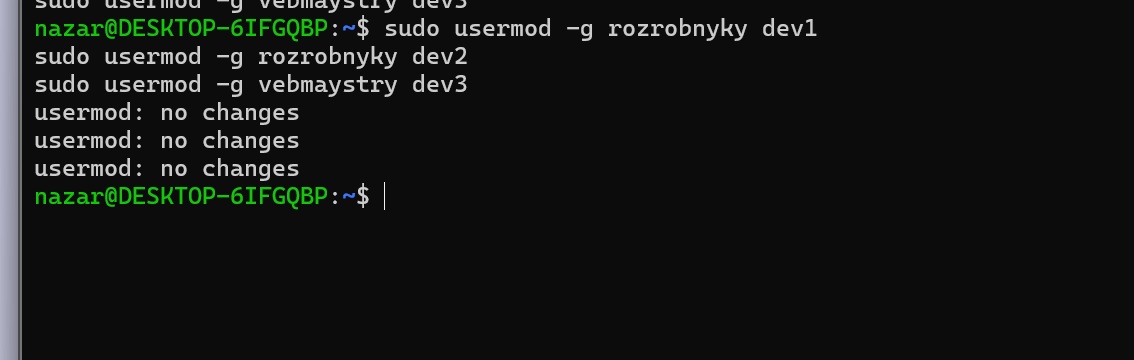 sudo usermod -g vebmaystry dev3
nazar@DESKTOP-6IFGQBP:~$ sudo usermod -g rozrobnyky dev1
sudo usermod -g rozrobnyky dev2
sudo usermod -g vebmaystry dev3
usermod: no changes
usermod: no changes
usermod: no changes
nazar@DESKTOP-6IFGQBP:~$